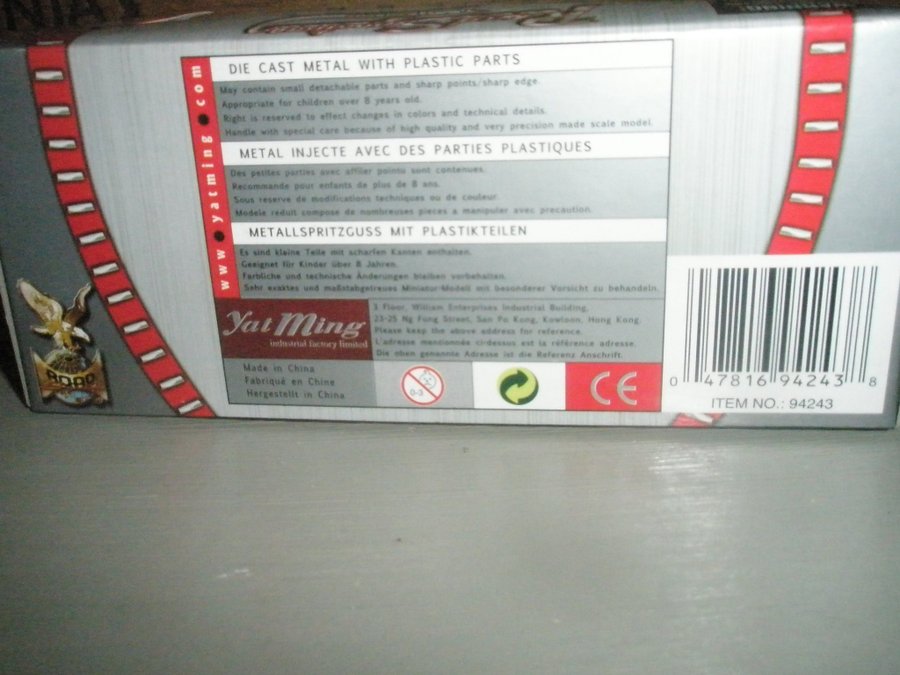 www.yatming.com
DIE CAST METAL WITH PLASTIC PARTS
May contain small detachable parts and sharp points/sharp edge.
Appropriate for children over 8 years old.
Right is reserved to effect changes in colors and technical details.
Handle with special care because of high quality and very precision made scale model.
METAL INJECTE AVEC DES PARTIES PLASTIQUES
Des petites parties avec affiler pointu sont contenues.
Recommande pour enfants de plus de 8 ans.
Sous reserve de modifications techniques ou de couleur.
Modele reduit compose de nombreuses pieces a manipuler avec precaution.
METALLSPRITZGUSS MIT PLASTIKTEILEN
Es sind kleine Teile mit scharfen Kanten enthalten.
Geeignet für Kinder über 8 Jahren.
Farbliche und technische Änderungen bleiben vorbehalten.
Sehr exaktes und maßstabgetreues Miniatur-Modell mit besonderer Vorsicht zu behandeln.
Yat Ming
industrial factory limited
Floor, William Enterprises Industrial Building,
23-25 Ng Fung Street, San Po Kong, Kowloon, Hong Kong.
Please keep the above address for reference.
L'adresse mentionnée cirdessus est la référence adresse.
Die oben genannte Adresse ist die Referenz Anschrift.
Made in China
Fabriqué en Chine
Hergestellt in China
0-3
CE
ROAD
0 47816 94243 8
ITEM NO.: 94243